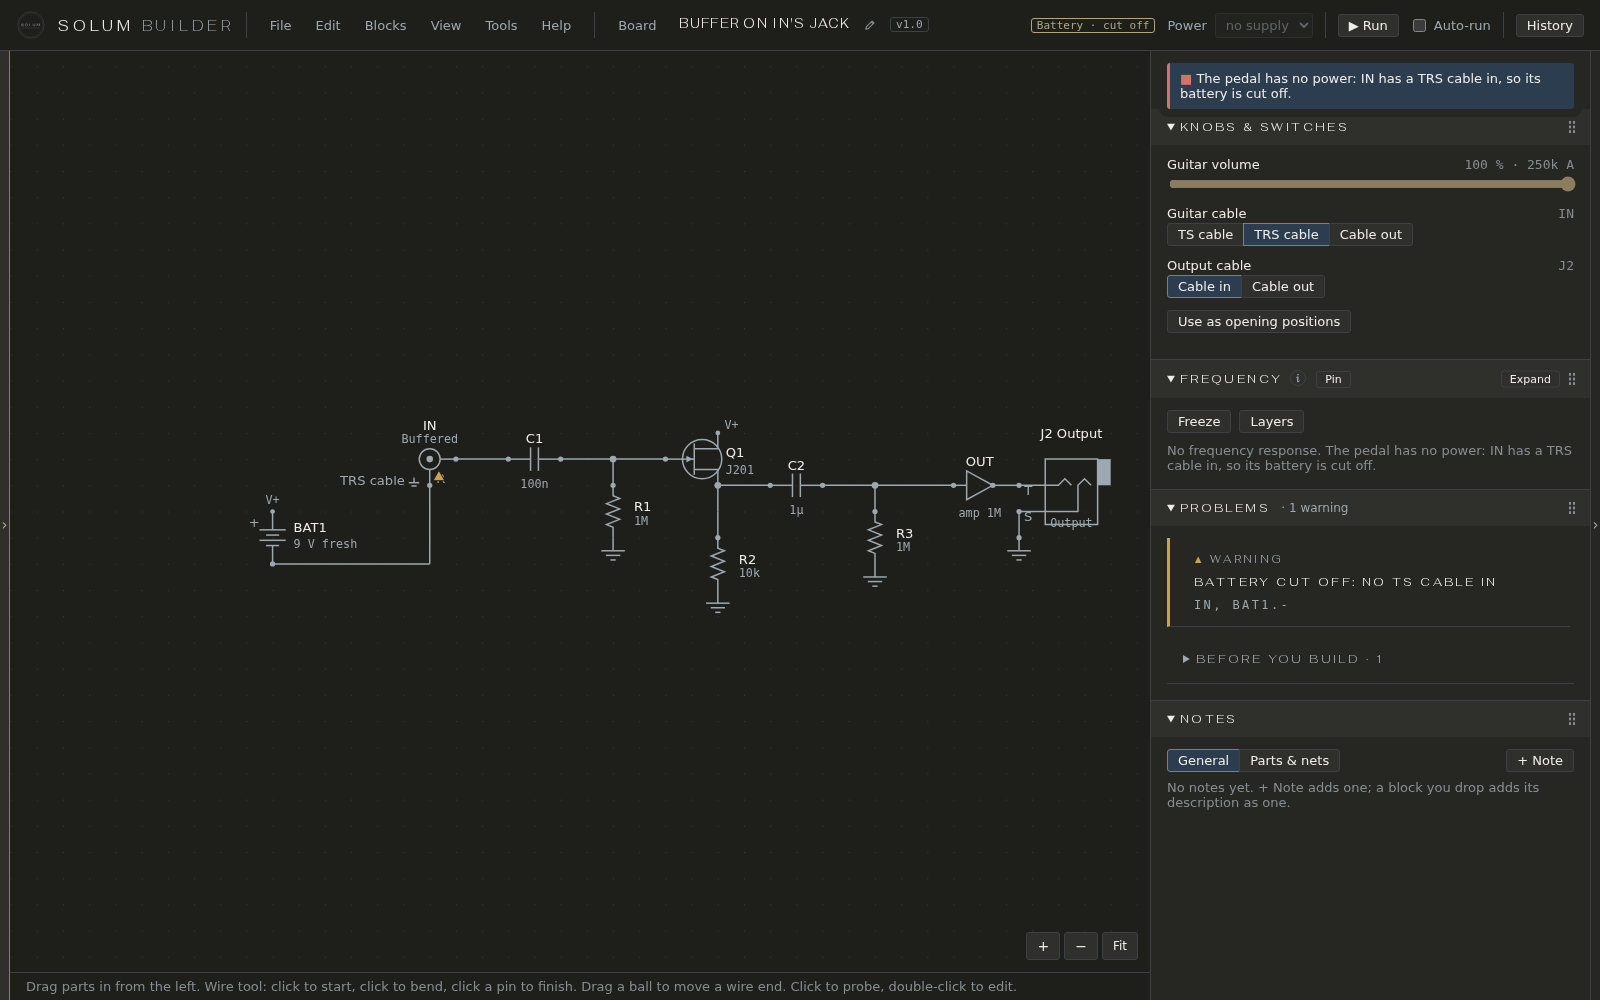 SOLUM BUILDER
File Edit Blocks View Tools Help Board BUFFER ON IN'S JACK v1.0
Battery · cut off Power no supply ▶ Run Auto-run History
The pedal has no power: IN has a TRS cable in, so its
battery is cut off.
KNOBS & SWITCHES
Guitar volume 100 % · 250k A
Guitar cable IN
TS cable TRS cable Cable out
Output cable J2
Cable in Cable out
Use as opening positions
FREQUENCY i Pin Expand
Freeze Layers
No frequency response. The pedal has no power: IN has a TRS
cable in, so its battery is cut off.
PROBLEMS · 1 warning
WARNING
BATTERY CUT OFF: NO TS CABLE IN
IN, BAT1.-
BEFORE YOU BUILD · 1
NOTES
General Parts & nets + Note
No notes yet. + Note adds one; a block you drop adds its
description as one.
IN
Buffered
TRS cable
V+
+
BAT1
9 V fresh
C1
100n
R1
1M
V+
Q1
J201
R2
10k
C2
1µ
R3
1M
OUT
amp 1M
J2 Output
T
S
Output
+ − Fit
Drag parts in from the left. Wire tool: click to start, click to bend, click a pin to finish. Drag a ball to move a wire end. Click to probe, double-click to edit.